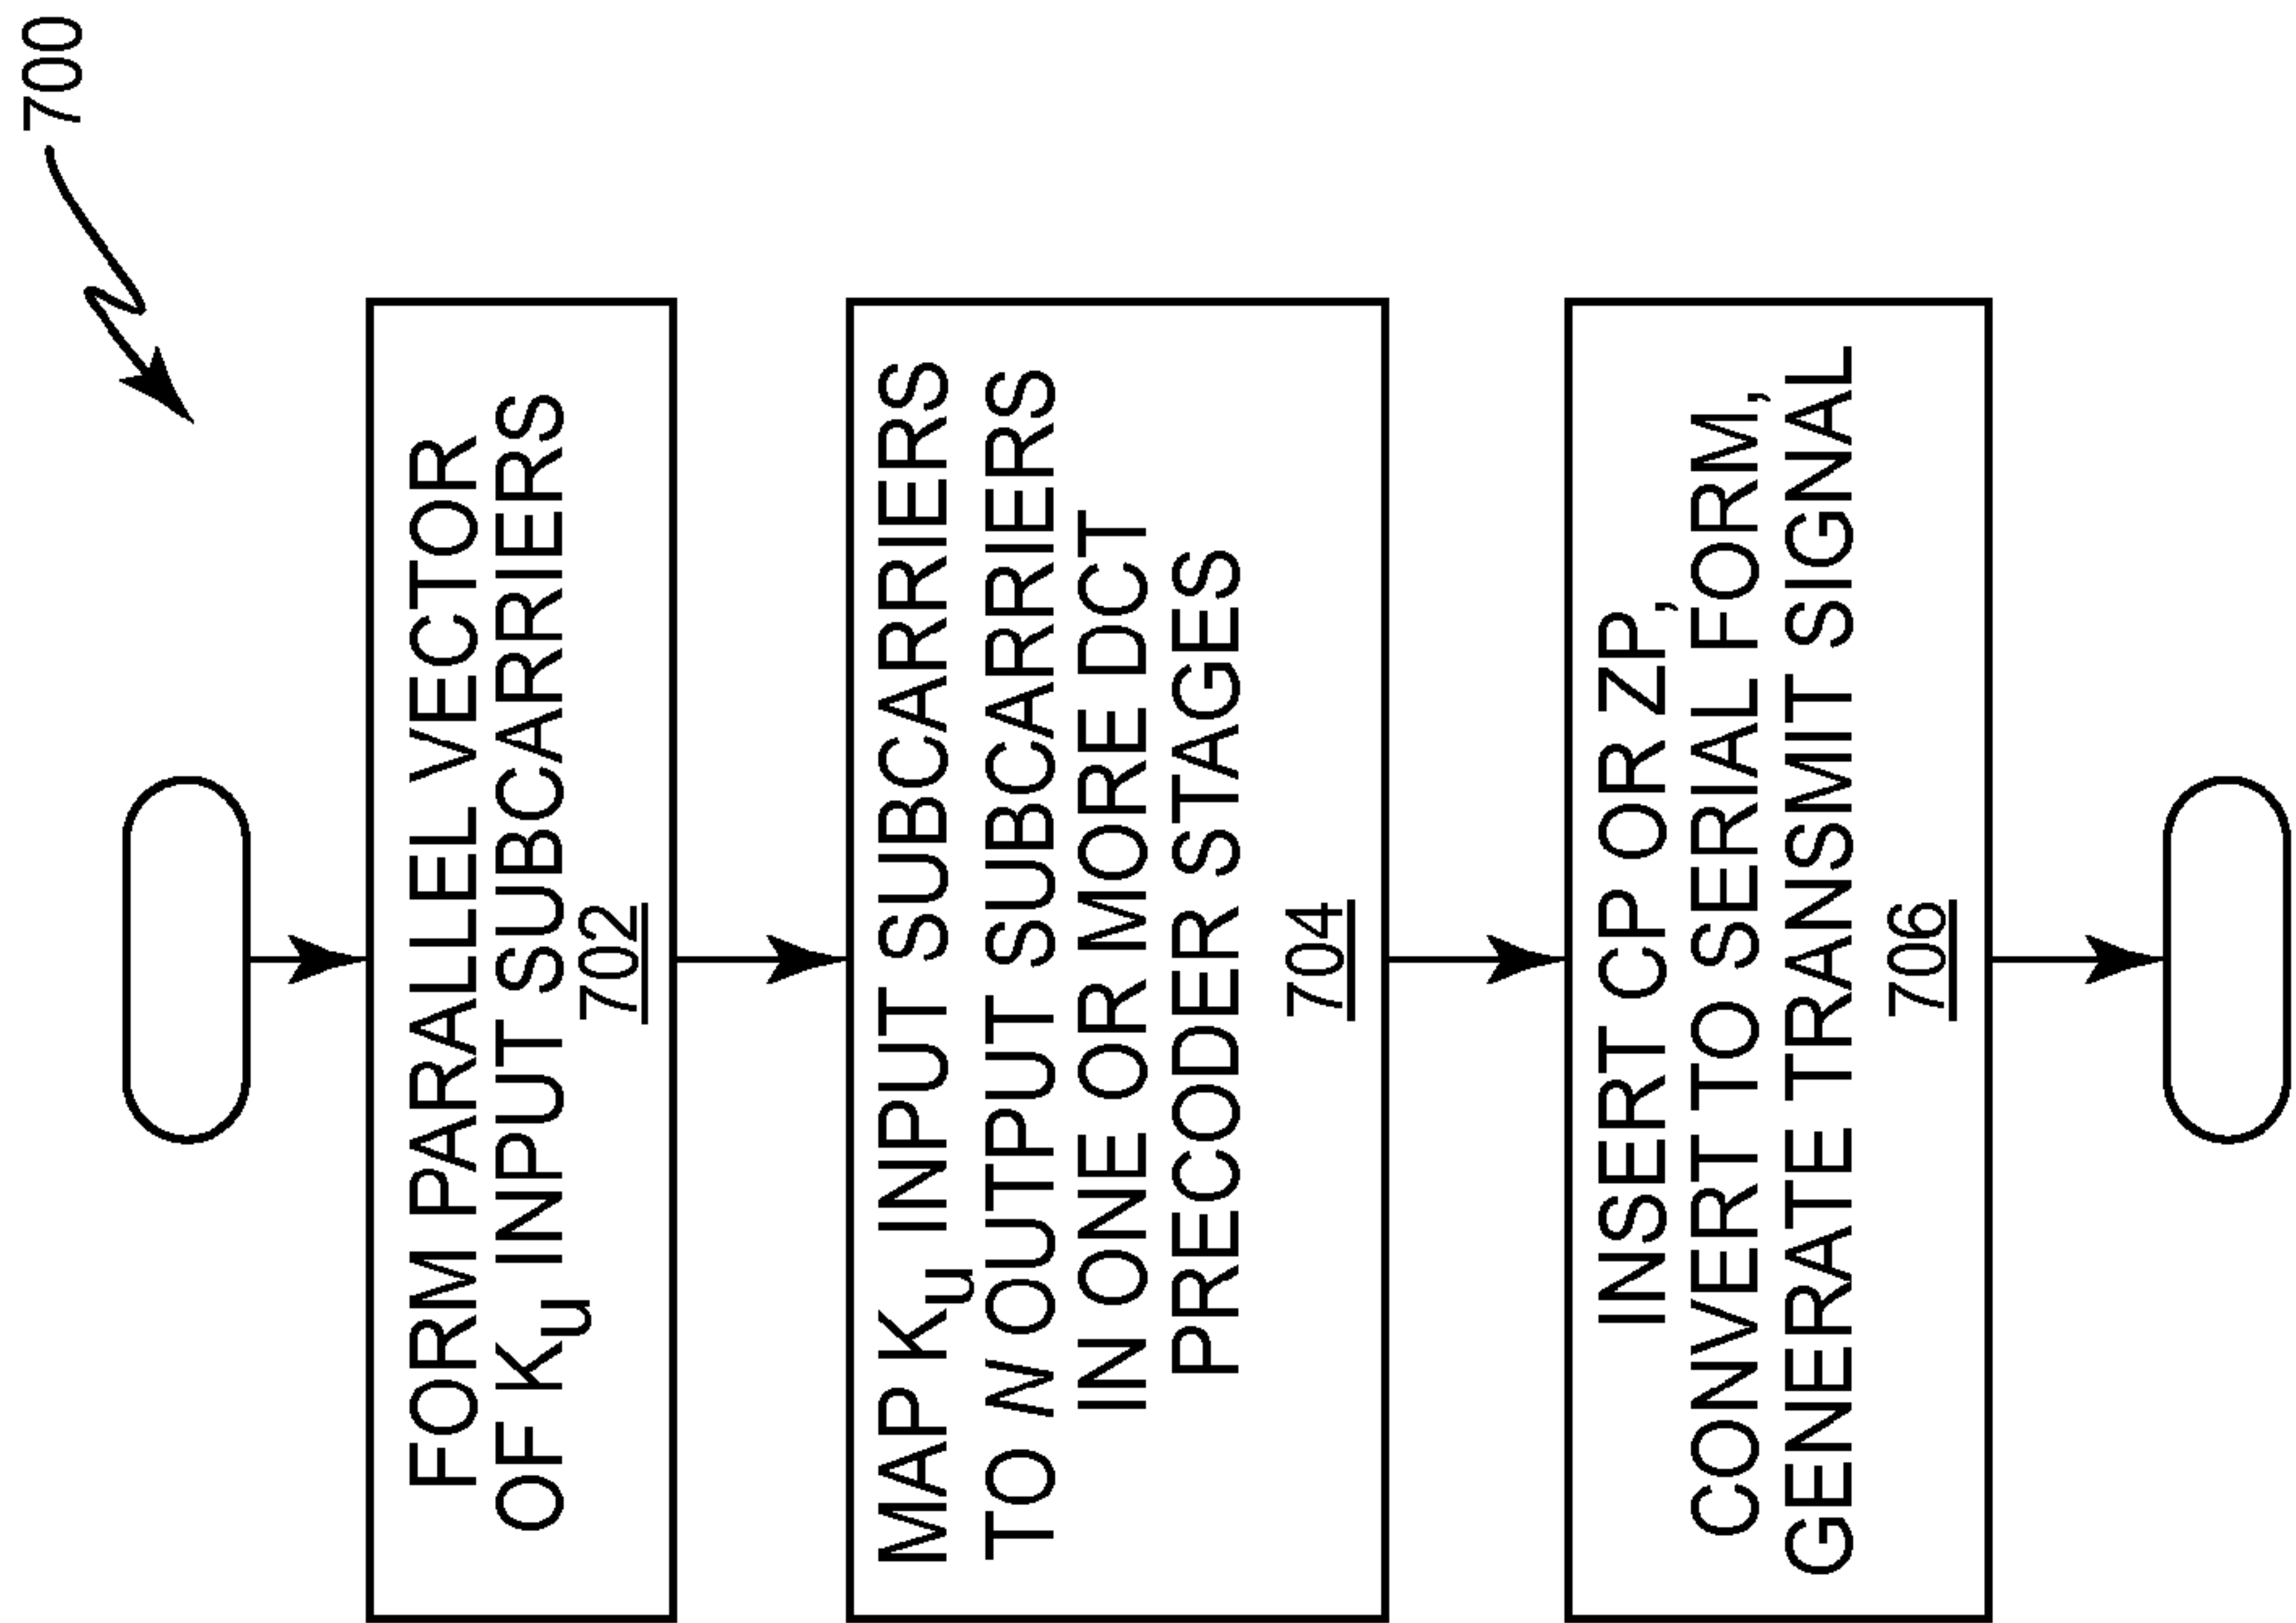 700
FORM PARALLEL VECTOR
OF Ku INPUT SUBCARRIERS
702
MAP Ku INPUT SUBCARRIERS
TO N OUTPUT SUBCARRIERS
IN ONE OR MORE DCT
PRECODER STAGES
704
INSERT CP OR ZP,
CONVERT TO SERIAL FORM,
GENERATE TRANSMIT SIGNAL
706